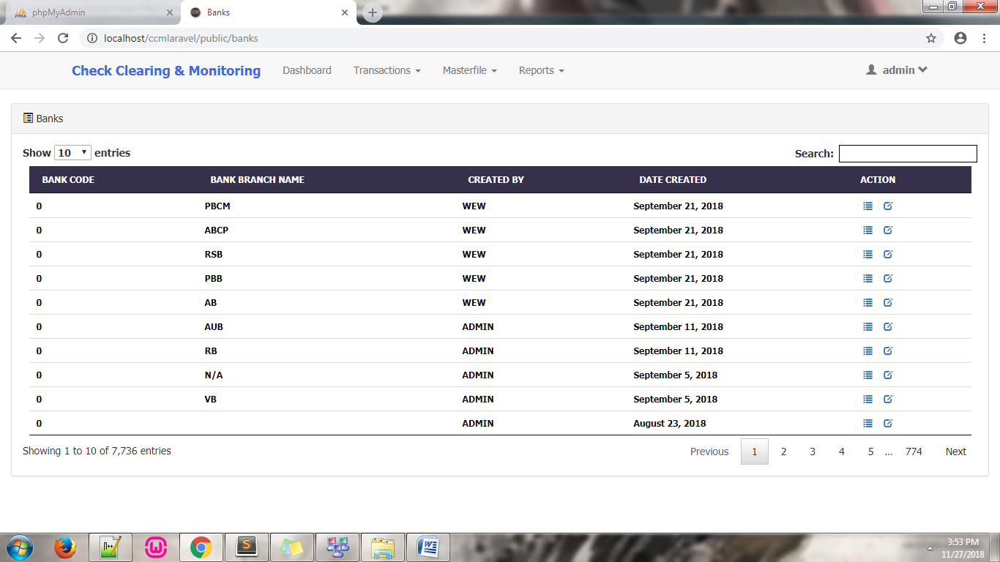 phpMyAdmin
Banks
localhost/ccmlaravel/public/banks
Check Clearing & Monitoring Dashboard Transactions Masterfile Reports admin
Banks
Show 10 entries Search:
BANK CODE BANK BRANCH NAME CREATED BY DATE CREATED ACTION
0 PBCM WEW September 21, 2018
0 ABCP WEW September 21, 2018
0 RSB WEW September 21, 2018
0 PBB WEW September 21, 2018
0 AB WEW September 21, 2018
0 AUB ADMIN September 11, 2018
0 RB ADMIN September 11, 2018
0 N/A ADMIN September 5, 2018
0 VB ADMIN September 5, 2018
0 ADMIN August 23, 2018
Showing 1 to 10 of 7,736 entries Previous 1 2 3 4 5 ... 774 Next
3:53 PM
11/27/2018